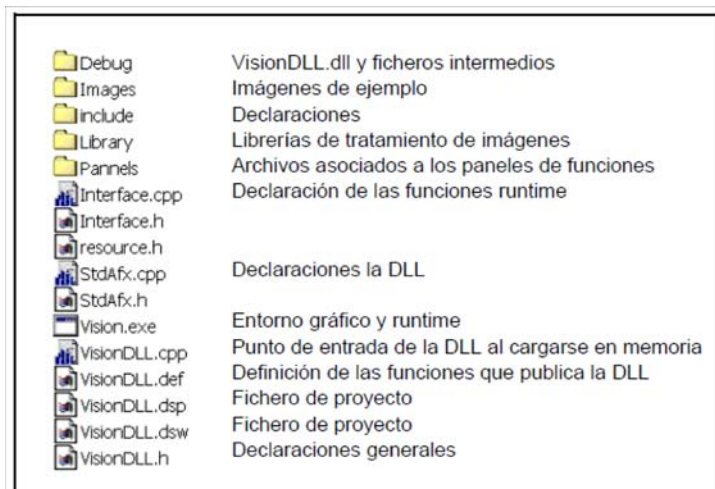 Debug VisionDLL.dll y ficheros intermedios
Images Imágenes de ejemplo
include Declaraciones
Library Librerías de tratamiento de imágenes
Pannels Archivos asociados a los paneles de funciones
Interface.cpp Declaración de las funciones runtime
Interface.h
resource.h
StdAfx.cpp Declaraciones la DLL
StdAfx.h
Vision.exe Entorno gráfico y runtime
VisionDLL.cpp Punto de entrada de la DLL al cargarse en memoria
VisionDLL.def Definición de las funciones que publica la DLL
VisionDLL.dsp Fichero de proyecto
VisionDLL.dsw Fichero de proyecto
VisionDLL.h Declaraciones generales